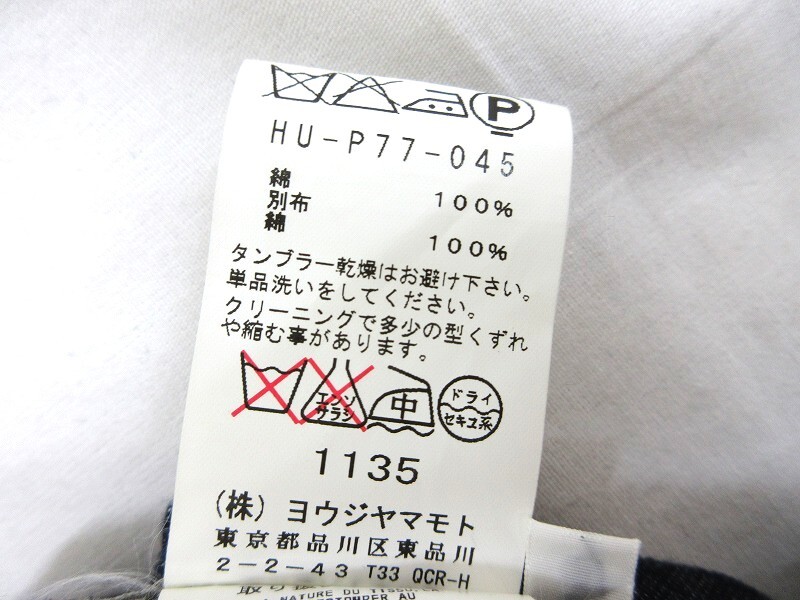 P
HU-P77-045
綿 100%
別布
綿 100%
タンブラー乾燥はお避け下さい。
単品洗いをしてください。
クリーニングで多少の型くずれ
や縮む事があります。
エンソ
サラシ
中
ドライ
セキユ系
1135
(株) ヨウジヤマモト
東京都品川区東品川
2-2-43 T33 QCR-H
NATURE DU TISSU